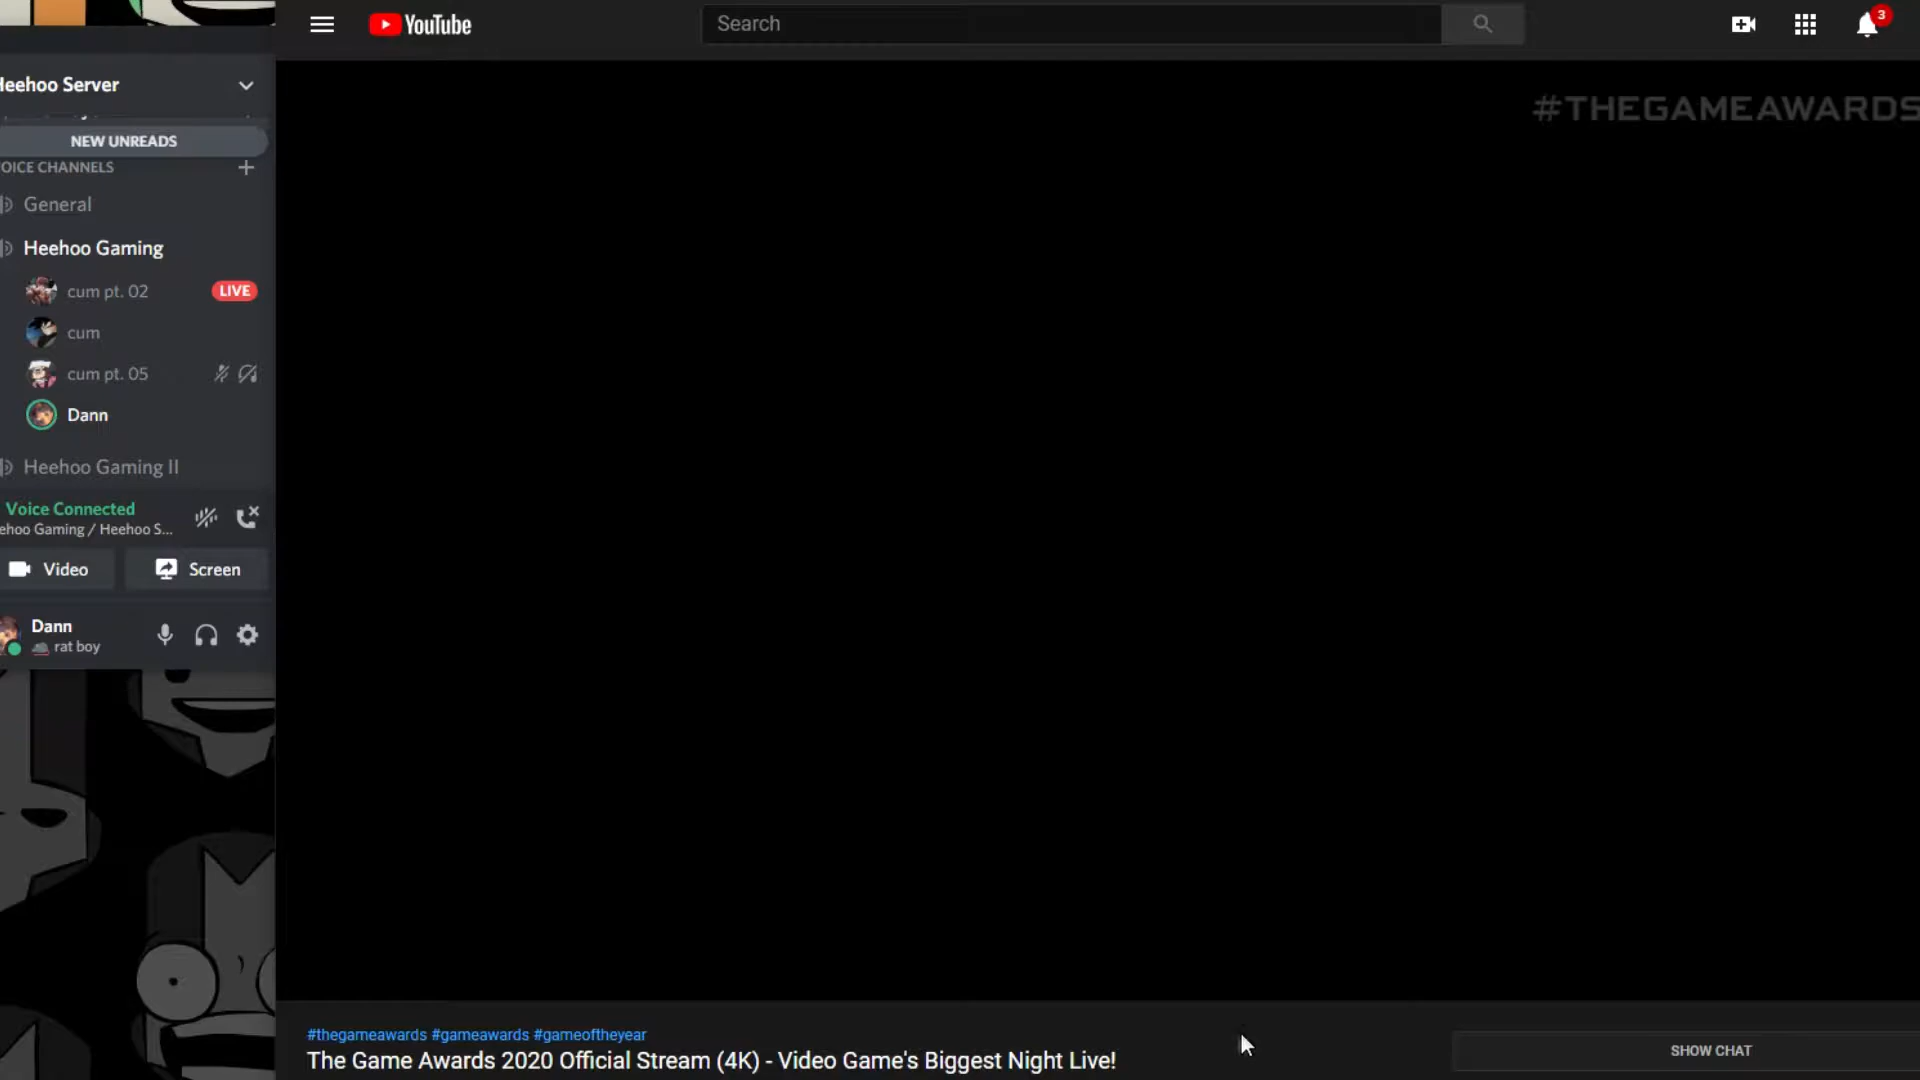 YouTube
Search
3
#THEGAMEAWARDS
eehoo Server
NEW UNREADS
OICE CHANNELS
General
Heehoo Gaming
cum pt. 02
LIVE
cum
cum pt. 05
Dann
Heehoo Gaming II
Voice Connected
ehoo Gaming / Heehoo S...
Video
Screen
Dann
rat boy
#thegameawards #gameawards #gameoftheyear
The Game Awards 2020 Official Stream (4K) - Video Game's Biggest Night Live!
SHOW CHAT